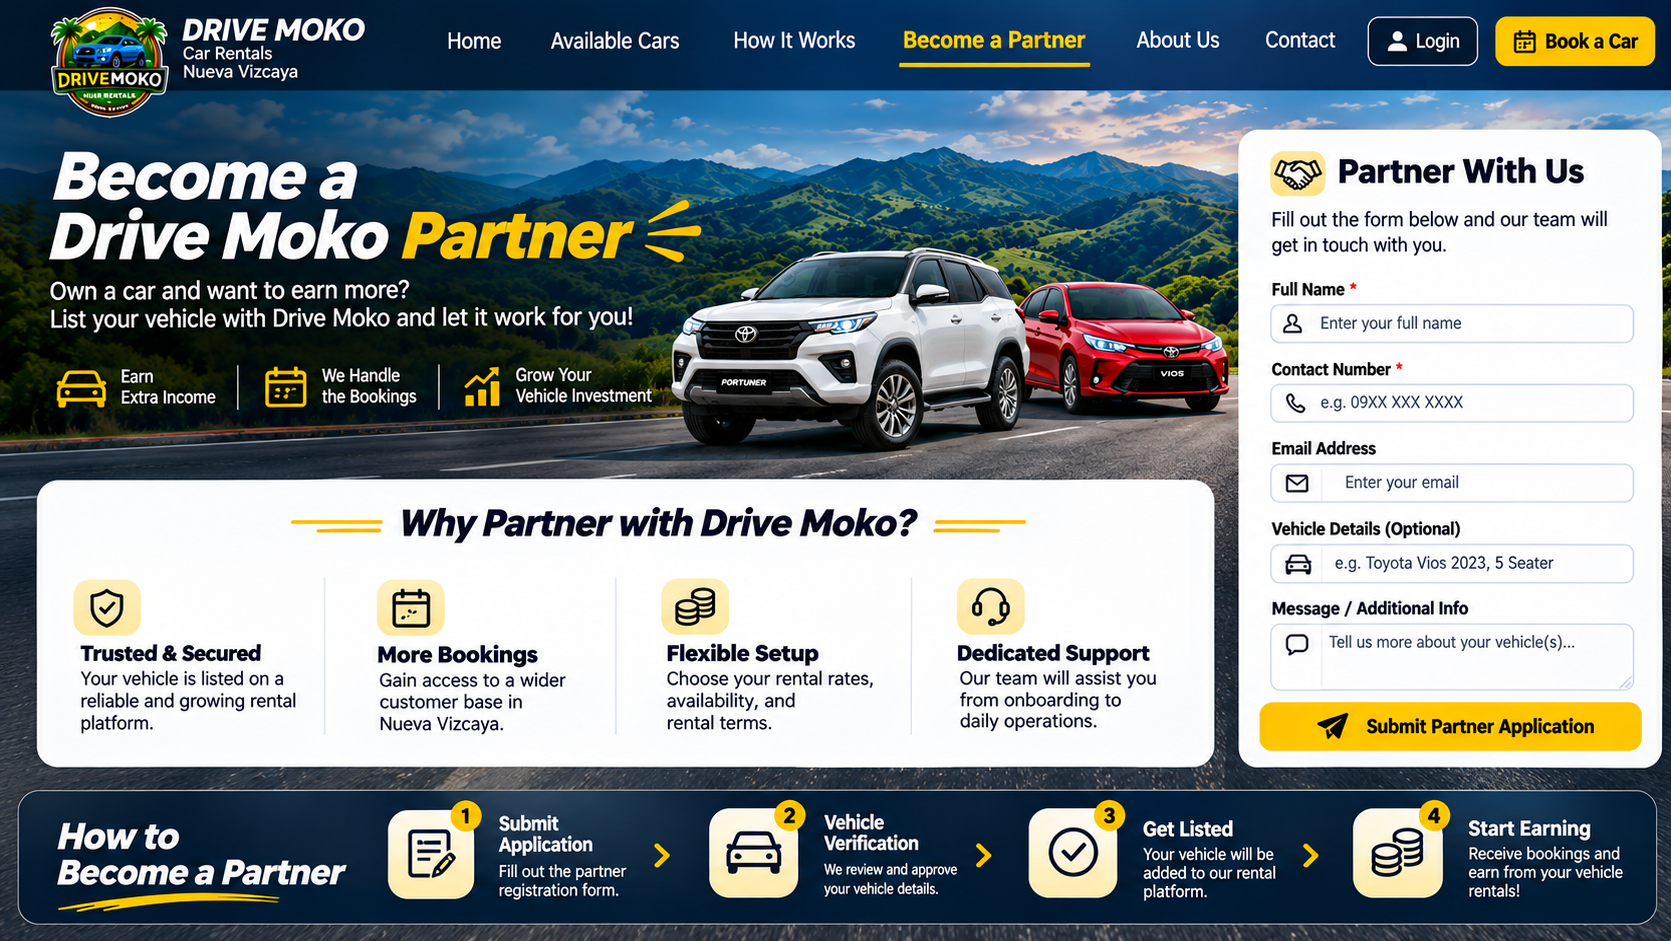 DRIVEMOKO
DRIVE MOKO
Car Rentals
Nueva Vizcaya
Home
Available Cars
How It Works
Become a Partner
About Us
Contact
Login
Book a Car
Become a
Drive Moko Partner
Own a car and want to earn more?
List your vehicle with Drive Moko and let it work for you!
Earn
Extra Income
We Handle
the Bookings
Grow Your
Vehicle Investment
PORTUNER
VIOS
Partner With Us
Fill out the form below and our team will
get in touch with you.
Full Name *
Enter your full name
Contact Number *
e.g. 09XX XXX XXXX
Email Address
Enter your email
Vehicle Details (Optional)
e.g. Toyota Vios 2023, 5 Seater
Message / Additional Info
Tell us more about your vehicle(s)...
Submit Partner Application
Why Partner with Drive Moko?
Trusted & Secured
Your vehicle is listed on a
reliable and growing rental
platform.
More Bookings
Gain access to a wider
customer base in
Nueva Vizcaya.
Flexible Setup
Choose your rental rates,
availability, and
rental terms.
Dedicated Support
Our team will assist you
from onboarding to
daily operations.
How to
Become a Partner
1
Submit
Application
Fill out the partner
registration form.
2
Vehicle
Verification
We review and approve
your vehicle details.
3
Get Listed
Your vehicle will be
added to our rental
platform.
4
Start Earning
Receive bookings and
earn from your vehicle
rentals!